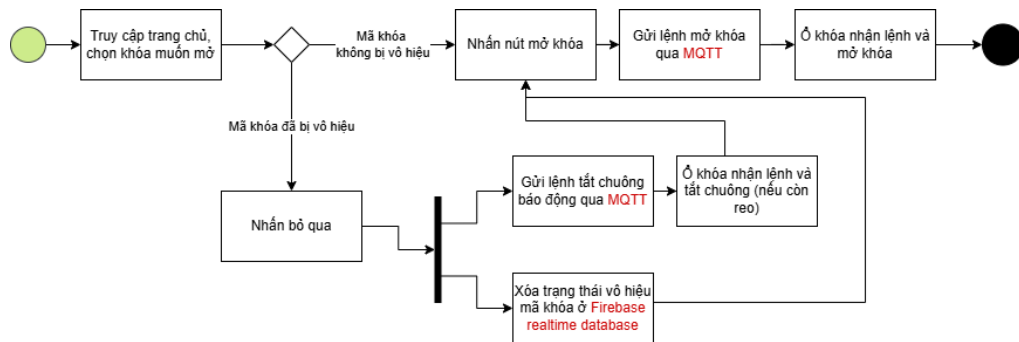 Truy cập trang chủ,
chọn khóa muốn mở
Mã khóa
không bị vô hiệu
Nhấn nút mở khóa
Gửi lệnh mở khóa
qua MQTT
Ổ khóa nhận lệnh và
mở khóa
Mã khóa đã bị vô hiệu
Nhấn bỏ qua
Gửi lệnh tắt chuông
báo động qua MQTT
Ổ khóa nhận lệnh và
tắt chuông (nếu còn
reo)
Xóa trạng thái vô hiệu
mã khóa ở Firebase
realtime database